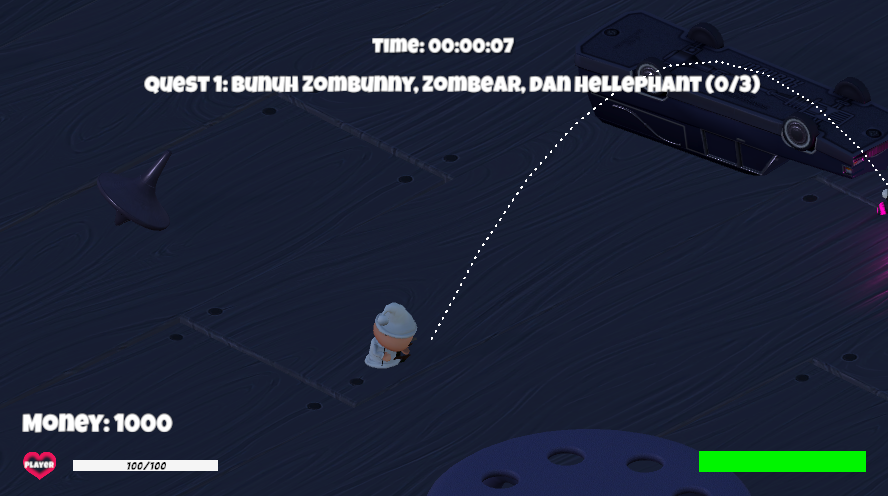 Time: 00:00:07
Quest 1: Bunuh Zombunny, Zombear, dan Hellephant (0/3)
Money: 1000
PLAYER
100/100